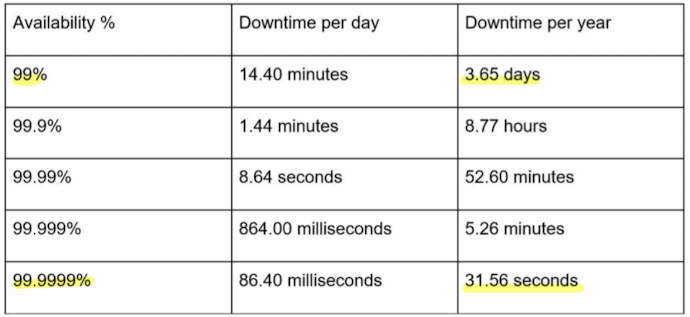 Availability % Downtime per day Downtime per year
99% 14.40 minutes 3.65 days
99.9% 1.44 minutes 8.77 hours
99.99% 8.64 seconds 52.60 minutes
99.999% 864.00 milliseconds 5.26 minutes
99.9999% 86.40 milliseconds 31.56 seconds